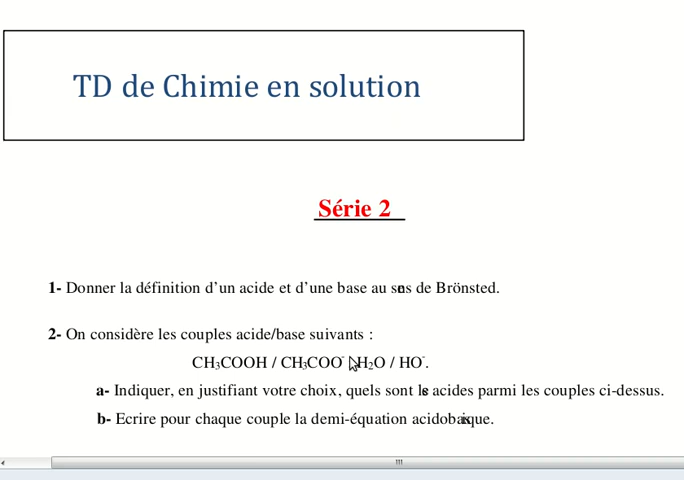 TD de Chimie en solution
Série 2
1- Donner la définition d’un acide et d’une base au sens de Brönsted.
2- On considère les couples acide/base suivants :
CH₃COOH / CH₃COO⁻ H₂O / HO⁻.
a- Indiquer, en justifiant votre choix, quels sont les acides parmi les couples ci-dessus.
b- Ecrire pour chaque couple la demi-équation acidobasique.